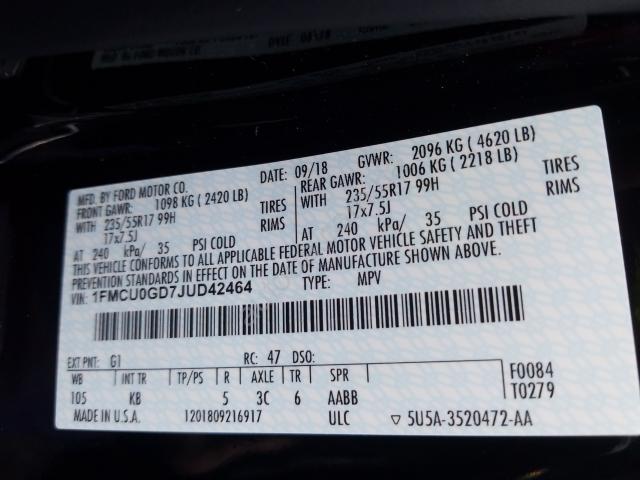 MFD. BY FORD MOTOR CO.
DATE: 09/18 GVWR: 2096 KG ( 4620 LB)
FRONT GAWR: 1098 KG ( 2420 LB) REAR GAWR: 1006 KG ( 2218 LB)
WITH 235/55R17 99H TIRES WITH 235/55R17 99H TIRES
17x7.5J RIMS 17x7.5J RIMS
AT 240 kPa/ 35 PSI COLD AT 240 kPa/ 35 PSI COLD
THIS VEHICLE CONFORMS TO ALL APPLICABLE FEDERAL MOTOR VEHICLE SAFETY AND THEFT
PREVENTION STANDARDS IN EFFECT ON THE DATE OF MANUFACTURE SHOWN ABOVE.
VIN: 1FMCU0GD7JUD42464 TYPE: MPV
EXT PNT: G1 RC: 47 DSO:
WB INT TR TP/PS R AXLE TR SPR F0084
105 KB 5 3C 6 AABB T0279
MADE IN U.S.A. 1201809216917 ULC ▽ 5U5A-3520472-AA